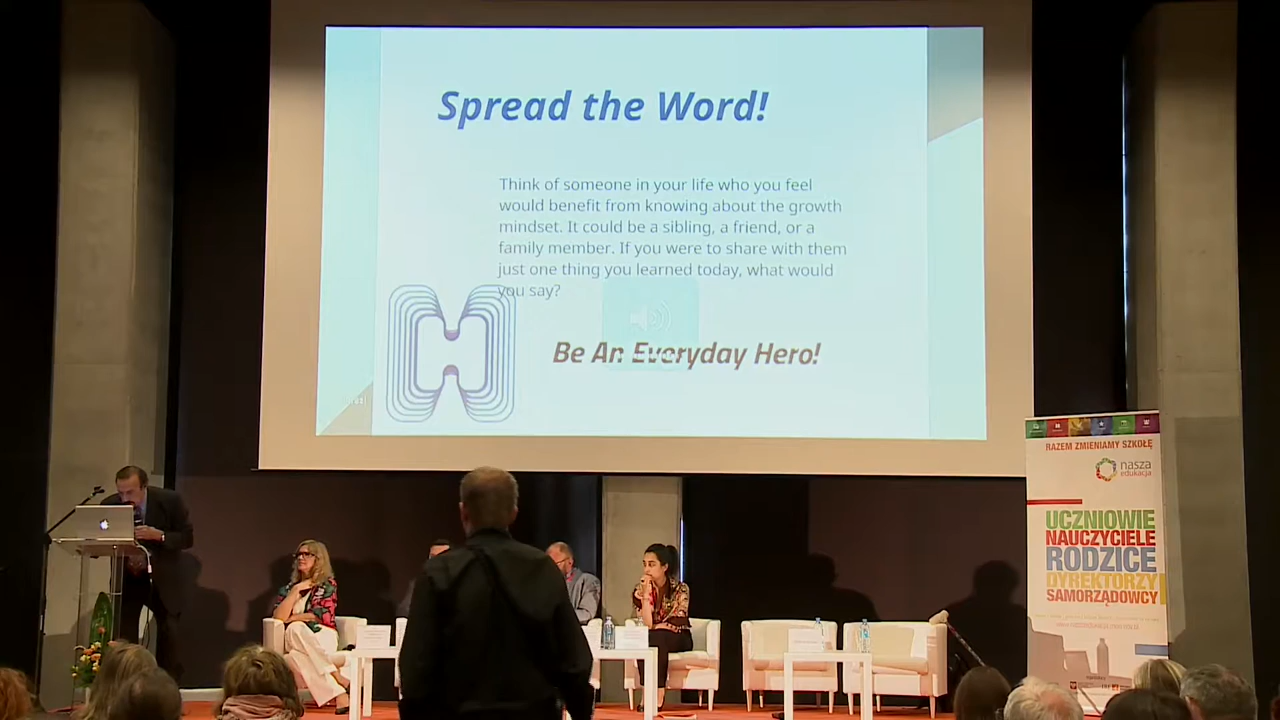 Spread the Word!
Think of someone in your life who you feel
would benefit from knowing about the growth
mindset. It could be a sibling, a friend, or a
family member. If you were to share with them
just one thing you learned today, what would
you say?
Be An Everyday Hero!
RAZEM ZMIENIAMY SZKOŁĘ
nasza
edukacja
UCZNIOWIE
NAUCZYCIELE
RODZICE
DYREKTORZY
SAMORZĄDOWCY